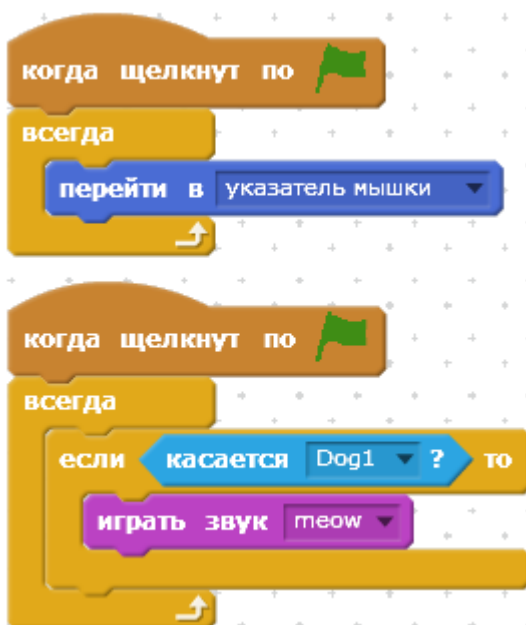 когда щелкнут по
всегда
перейти в указатель мышки
когда щелкнут по
всегда
если касается Dog1 ? то
играть звук meow